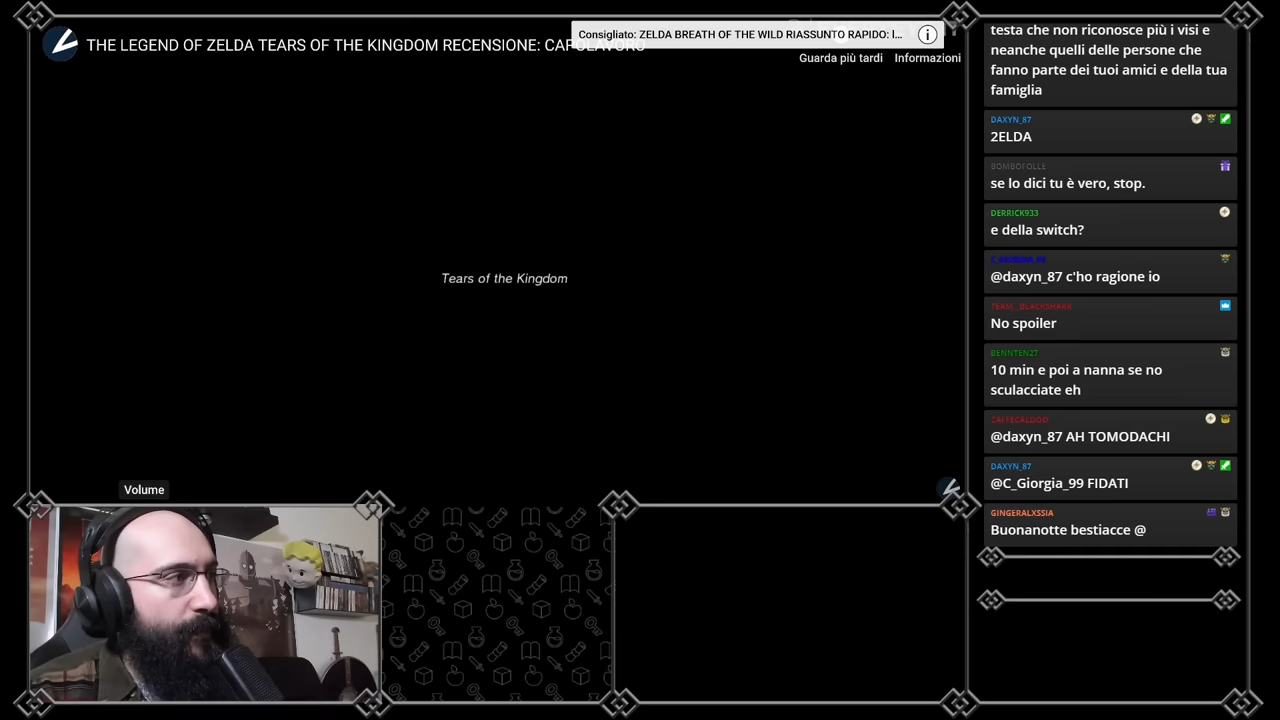 THE LEGEND OF ZELDA TEARS OF THE KINGDOM RECENSIONE: CAPOLAVORO
Consigliato: ZELDA BREATH OF THE WILD RIASSUNTO RAPIDO: I...
Guarda più tardi
Informazioni
Tears of the Kingdom
Volume
testa che non riconosce più i visi e
neanche quelli delle persone che
fanno parte dei tuoi amici e della tua
famiglia
DAXYN_87
2ELDA
BOMBOFOLLE
se lo dici tu è vero, stop.
DERRICK933
e della switch?
@daxyn_87 c'ho ragione io
TEAM_BLACKSHARK
No spoiler
BENNTEN27
10 min e poi a nanna se no
sculacciate eh
@daxyn_87 AH TOMODACHI
DAXYN_87
@C_Giorgia_99 FIDATI
GINGERALXSSIA
Buonanotte bestiacce @